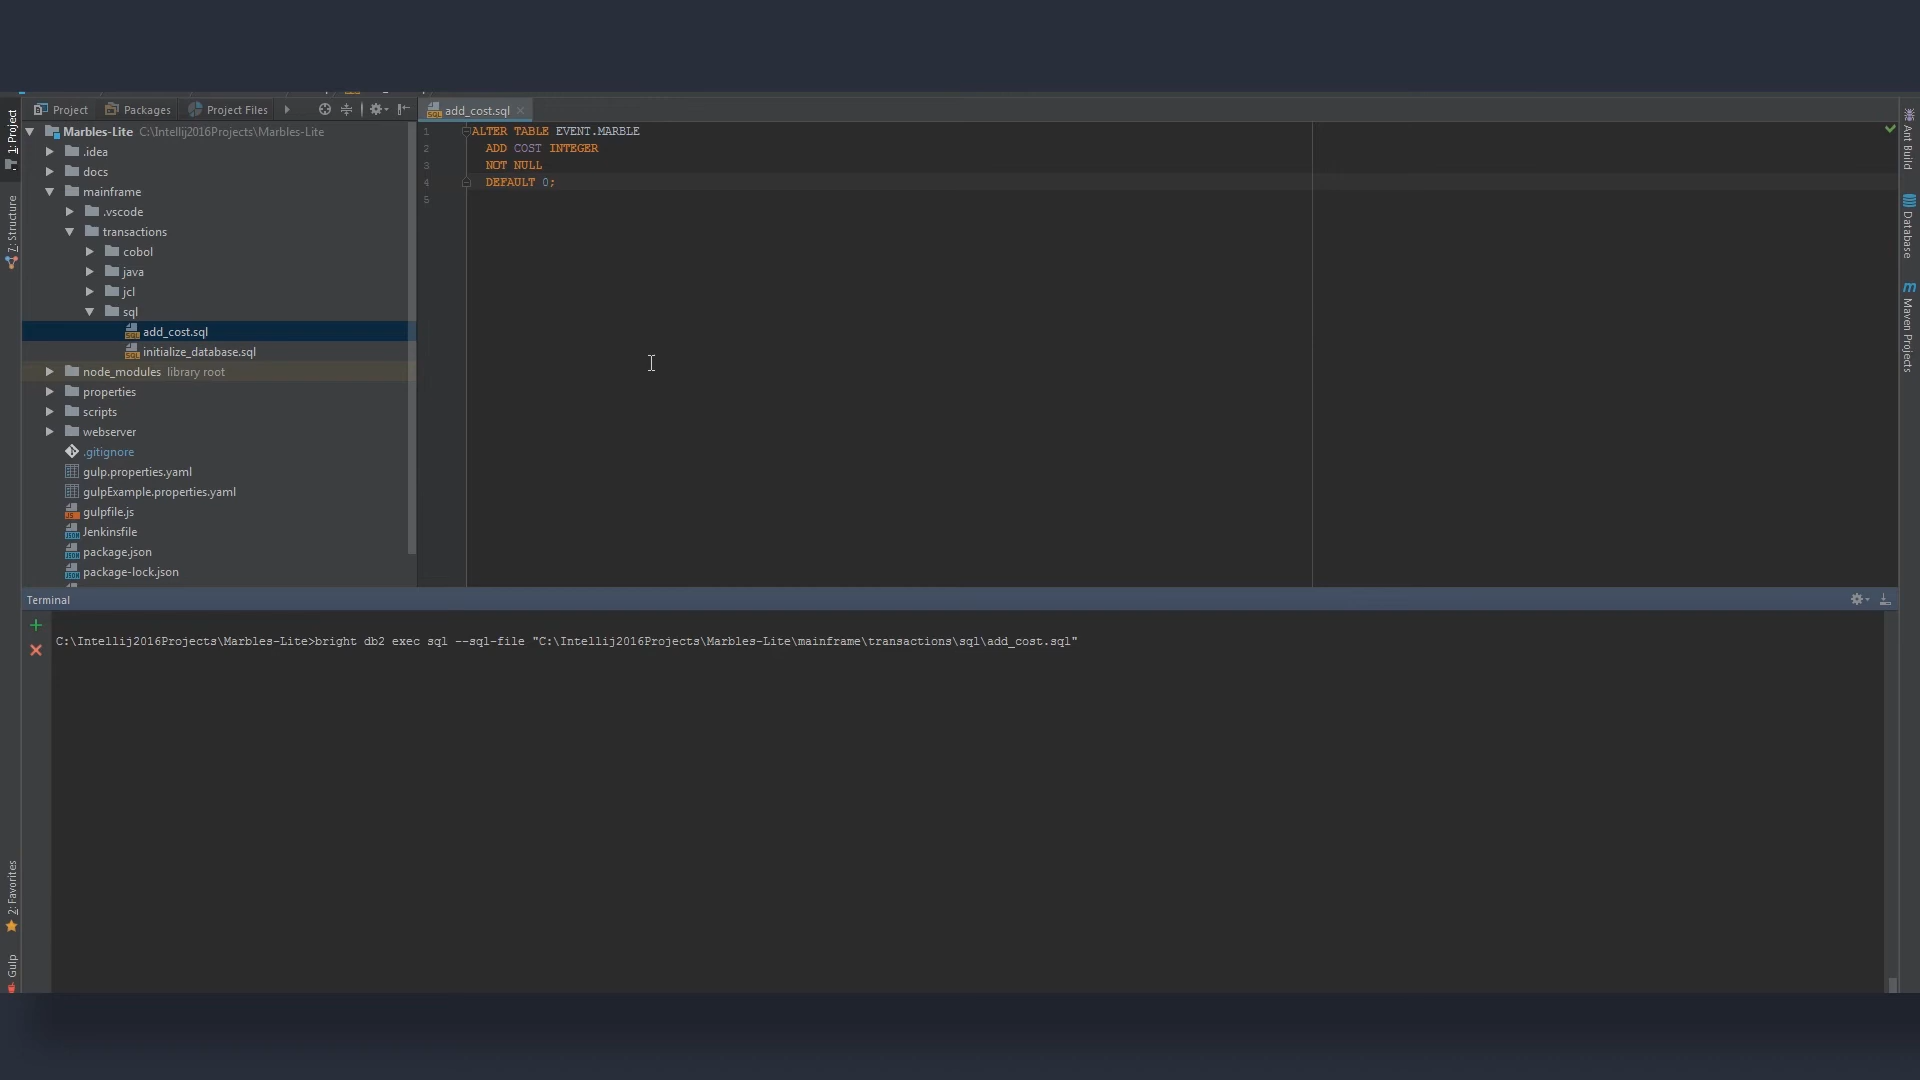 1: Project
7: Structure
2: Favorites
Gulp
Project
Packages
Project Files
Marbles-Lite C:\Intellij2016Projects\Marbles-Lite
.idea
docs
mainframe
.vscode
transactions
cobol
java
jcl
sql
add_cost.sql
initialize_database.sql
node_modules library root
properties
scripts
webserver
.gitignore
gulp.properties.yaml
gulpExample.properties.yaml
gulpfile.js
Jenkinsfile
package.json
package-lock.json
add_cost.sql
1 ALTER TABLE EVENT.MARBLE
2 ADD COST INTEGER
3 NOT NULL
4 DEFAULT 0;
5
Ant Build
Database
Maven Projects
Terminal
C:\Intellij2016Projects\Marbles-Lite>bright db2 exec sql --sql-file "C:\Intellij2016Projects\Marbles-Lite\mainframe\transactions\sql\add_cost.sql"